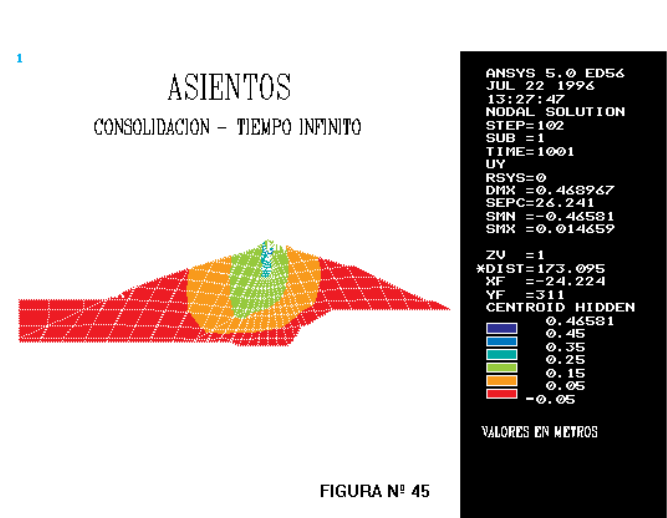 1
ASIENTOS
CONSOLIDACION - TIEMPO INFINITO
ANSYS 5.0 ED56
JUL 22 1996
13:27:47
NODAL SOLUTION
STEP=102
SUB =1
TIME=1001
UY
RSYS=0
DMX =0.468967
SEPC=26.241
SMN =-0.46581
SMX =0.014659
ZV =1
*DIST=173.095
XF =-24.224
YF =311
CENTROID HIDDEN
0.46581
0.45
0.35
0.25
0.15
0.05
-0.05
VALORES EN METROS
FIGURA Nº 45